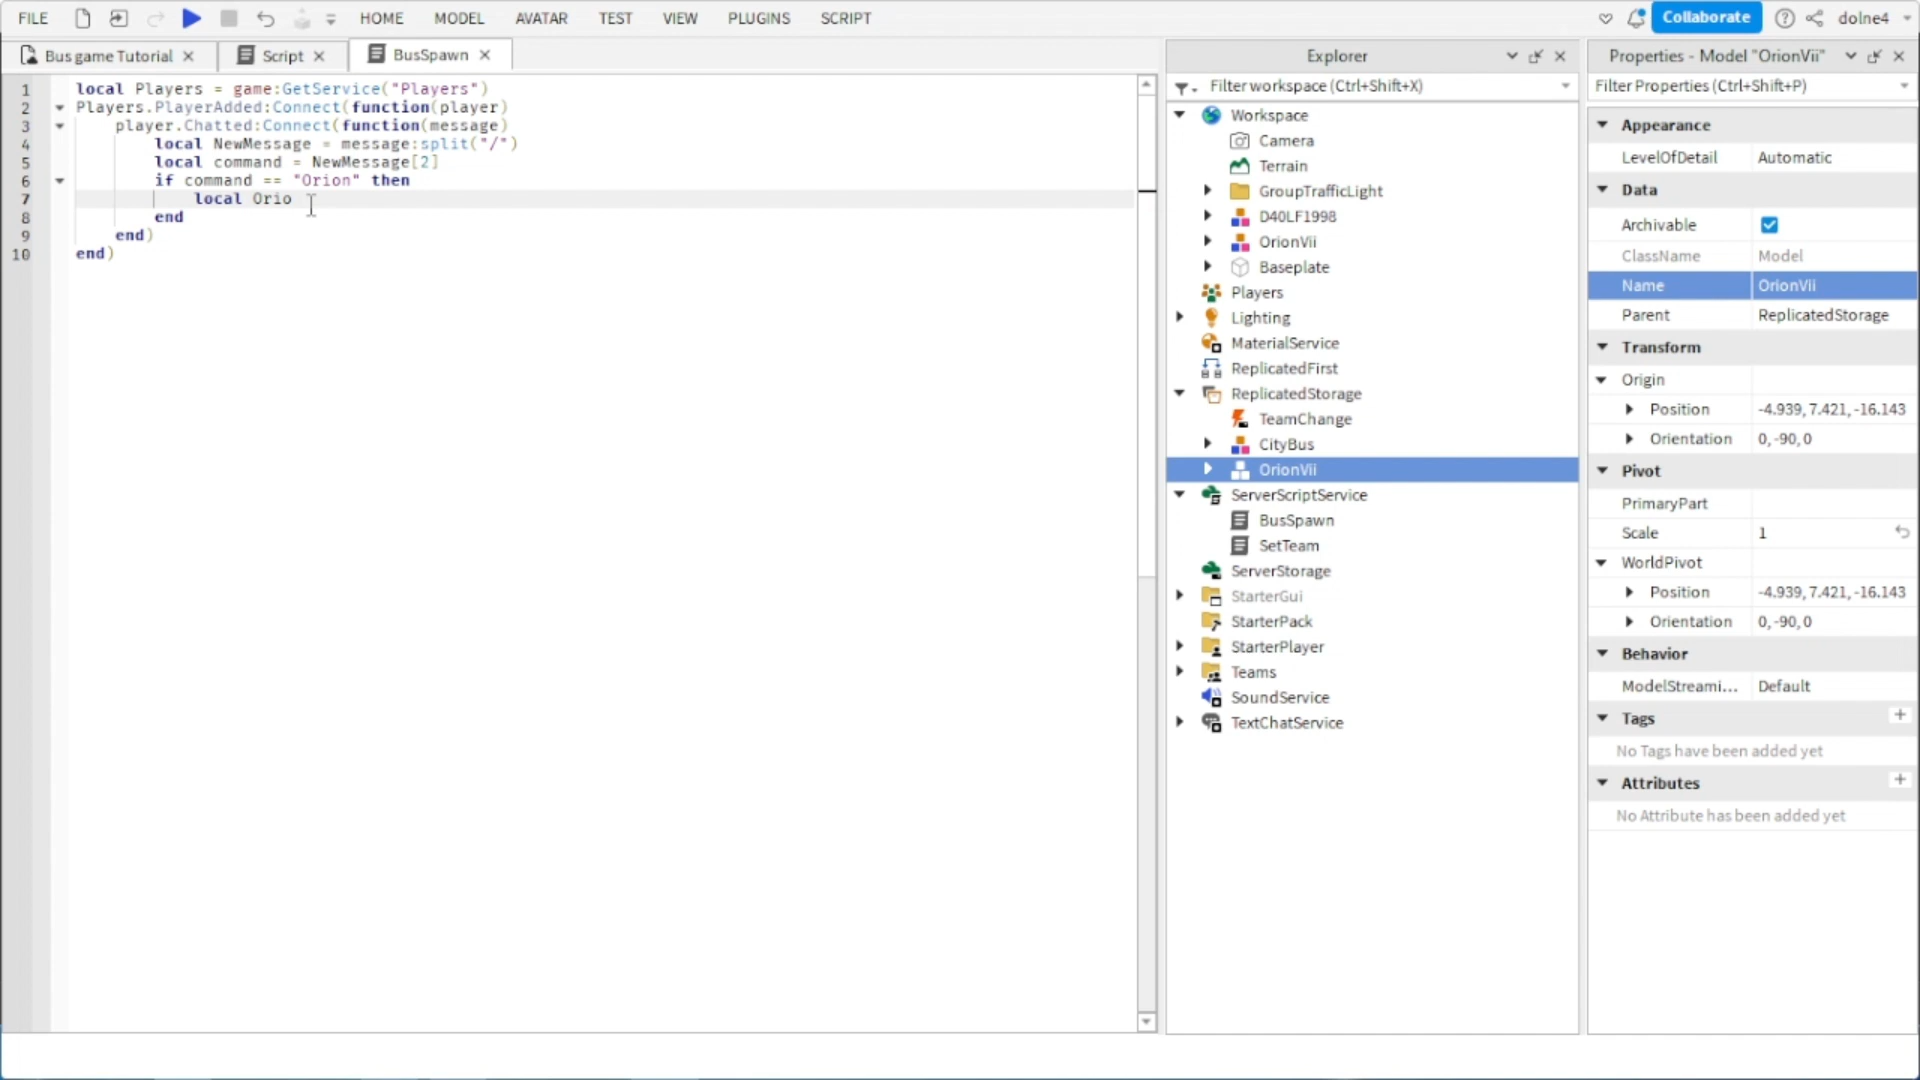 FILE HOME MODEL AVATAR TEST VIEW PLUGINS SCRIPT Collaborate dolne4
Bus game Tutorial Script BusSpawn
1 local Players = game:GetService("Players")
2 Players.PlayerAdded:Connect(function(player)
3 player.Chatted:Connect(function(message)
4 local NewMessage = message:split("/")
5 local command = NewMessage[2]
6 if command == "Orion" then
7 local Orio
8 end
9 end)
10 end)
Explorer
Filter workspace (Ctrl+Shift+X)
Workspace
Camera
Terrain
GroupTrafficLight
D40LF1998
OrionVii
Baseplate
Players
Lighting
MaterialService
ReplicatedFirst
ReplicatedStorage
TeamChange
CityBus
OrionVii
ServerScriptService
BusSpawn
SetTeam
ServerStorage
StarterGui
StarterPack
StarterPlayer
Teams
SoundService
TextChatService
Properties - Model "OrionVii"
Filter Properties (Ctrl+Shift+P)
Appearance
LevelOfDetail Automatic
Data
Archivable
ClassName Model
Name OrionVii
Parent ReplicatedStorage
Transform
Origin
Position -4.939, 7.421, -16.143
Orientation 0, -90, 0
Pivot
PrimaryPart
Scale 1
WorldPivot
Position -4.939, 7.421, -16.143
Orientation 0, -90, 0
Behavior
ModelStreami... Default
Tags
No Tags have been added yet
Attributes
No Attribute has been added yet